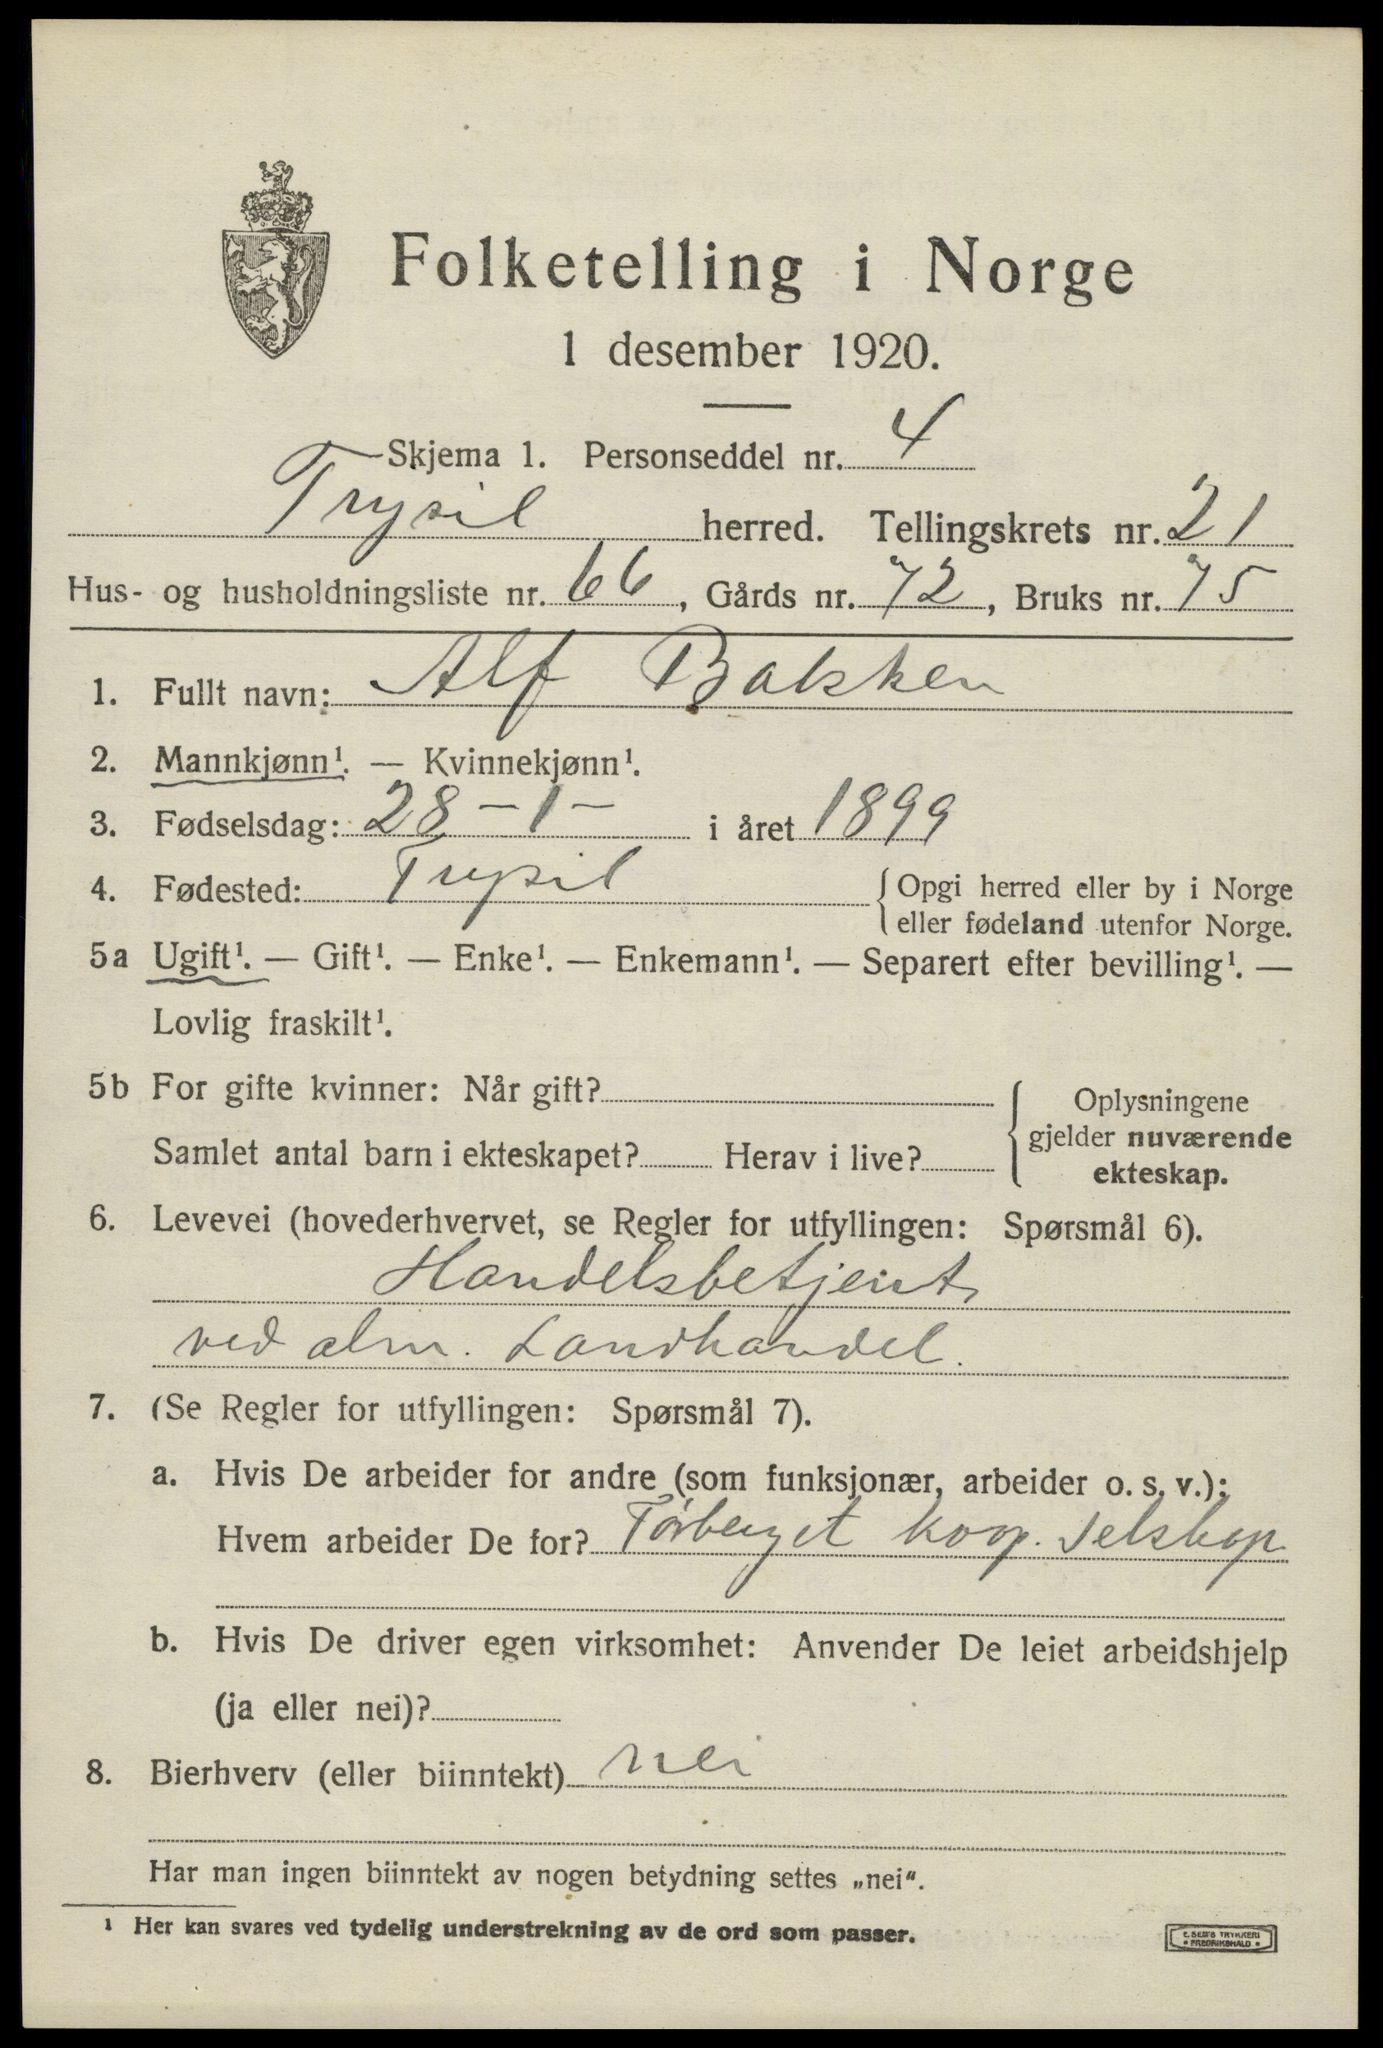 Folketelling i Norge
1 desember 1920.
Skjema 1. Personseddel nr. 4
Trysil herred. Tellingskrets nr. 21
Hus- og husholdningsliste nr. 66, Gårds nr. 72, Bruks nr. 75
1. Fullt navn: Alf Bakken
2. Mannkjønn¹. — Kvinnekjønn¹.
3. Fødselsdag: 28 – 1 – i året 1899
4. Fødested: Trysil {Opgi herred eller by i Norge
eller fødeland utenfor Norge.
5a Ugift¹. — Gift¹. — Enke¹. — Enkemann¹. — Separert efter bevilling¹. —
Lovlig fraskilt¹.
5b For gifte kvinner: Når gift? { Oplysningene
gjelder nuværende
Samlet antal barn i ekteskapet? Herav i live? ekteskap.
6. Levevei (hovederhvervet, se Regler for utfyllingen: Spørsmål 6).
Handelsbetjent
ved alm. Landhandel.
7. (Se Regler for utfyllingen: Spørsmål 7).
a. Hvis De arbeider for andre (som funksjonær, arbeider o. s. v.):
Hvem arbeider De for? Tørberget koop. Selskap
b. Hvis De driver egen virksomhet: Anvender De leiet arbeidshjelp
(ja eller nei)?
8. Bierhverv (eller biinntekt) nei
Har man ingen biinntekt av nogen betydning settes „nei“.
1 Her kan svares ved tydelig understrekning av de ord som passer.
E. SEM'S TRYKKERI
• FREDRIKSHALD •